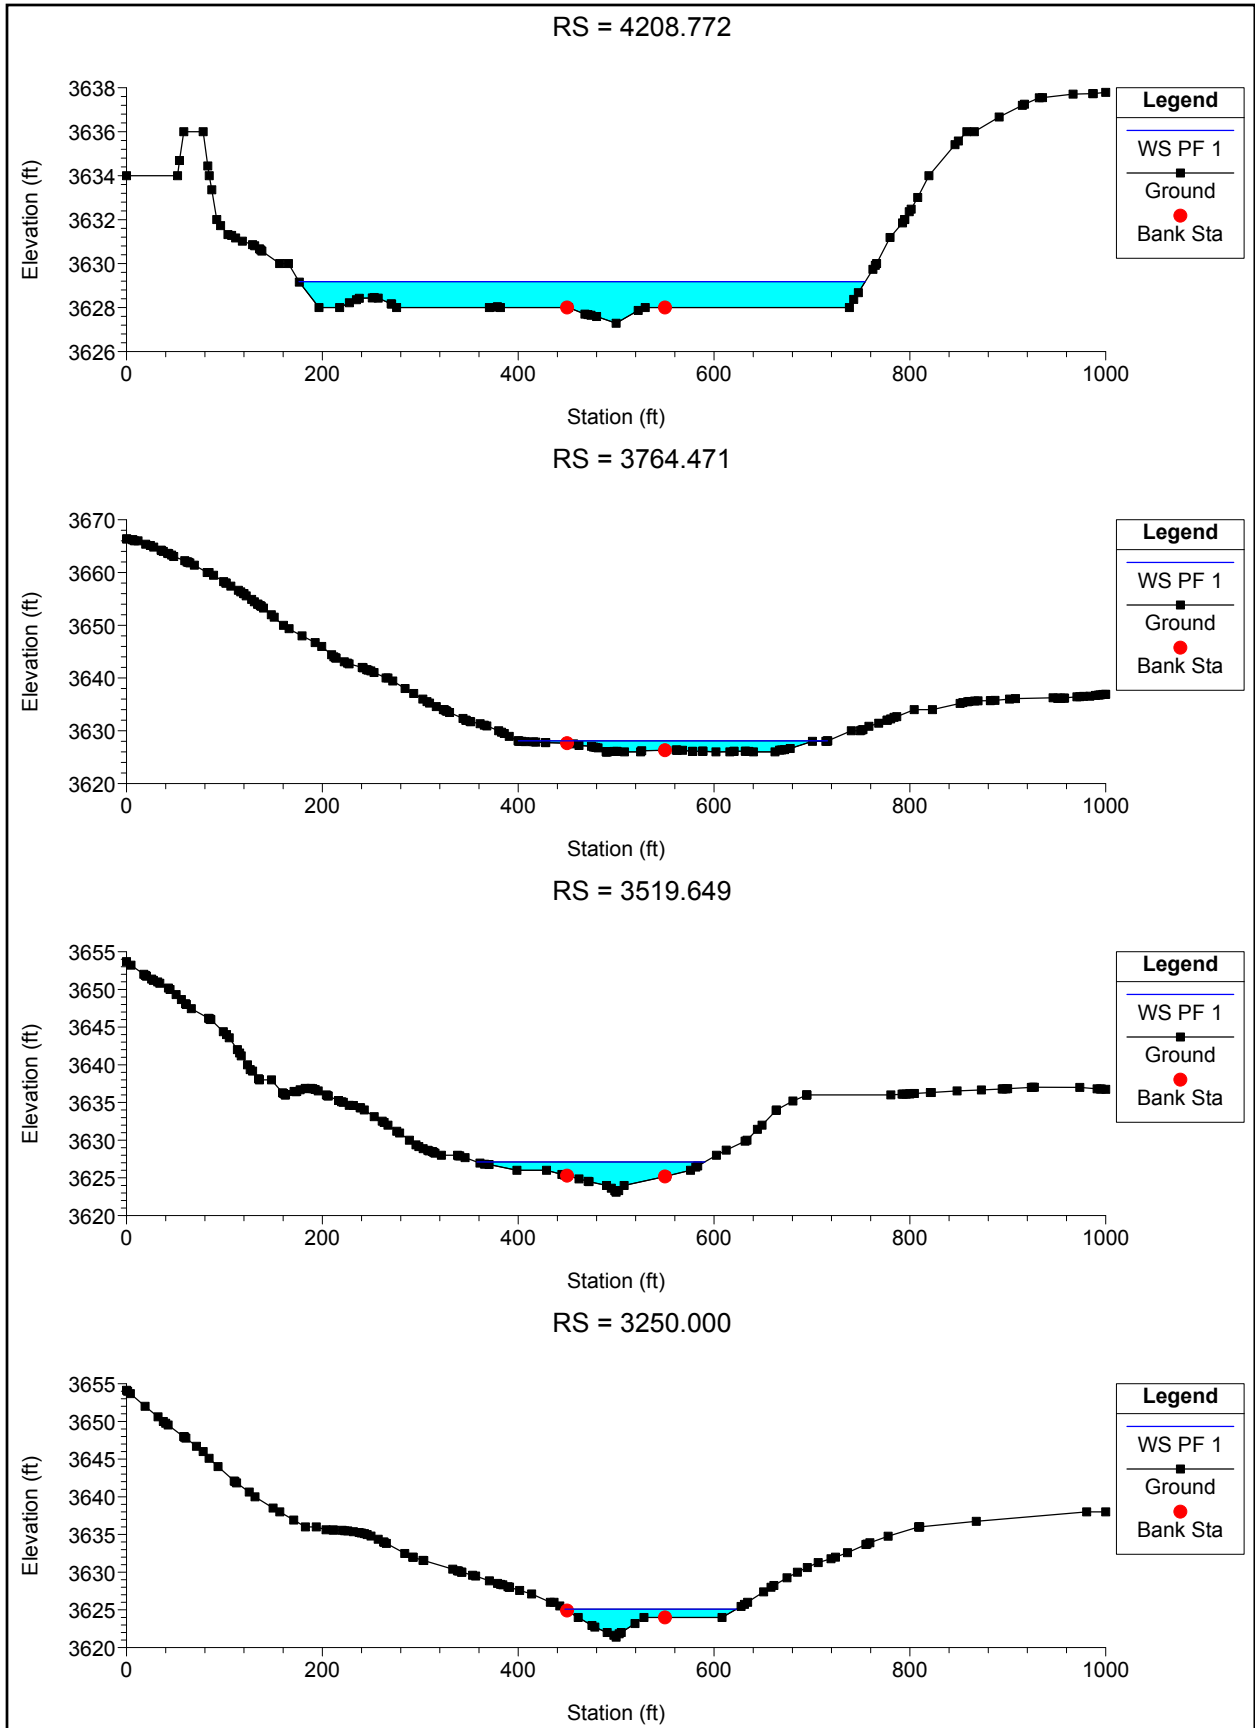 RS = 4208.772
3638
3636
3634
3632
3630
3628
3626
Elevation (ft)
0 200 400 600 800 1000
Station (ft)
Legend
WS PF 1
Ground
Bank Sta
RS = 3764.471
3670
3660
3650
3640
3630
3620
Elevation (ft)
0 200 400 600 800 1000
Station (ft)
Legend
WS PF 1
Ground
Bank Sta
RS = 3519.649
3655
3650
3645
3640
3635
3630
3625
3620
Elevation (ft)
0 200 400 600 800 1000
Station (ft)
Legend
WS PF 1
Ground
Bank Sta
RS = 3250.000
3655
3650
3645
3640
3635
3630
3625
3620
Elevation (ft)
0 200 400 600 800 1000
Station (ft)
Legend
WS PF 1
Ground
Bank Sta